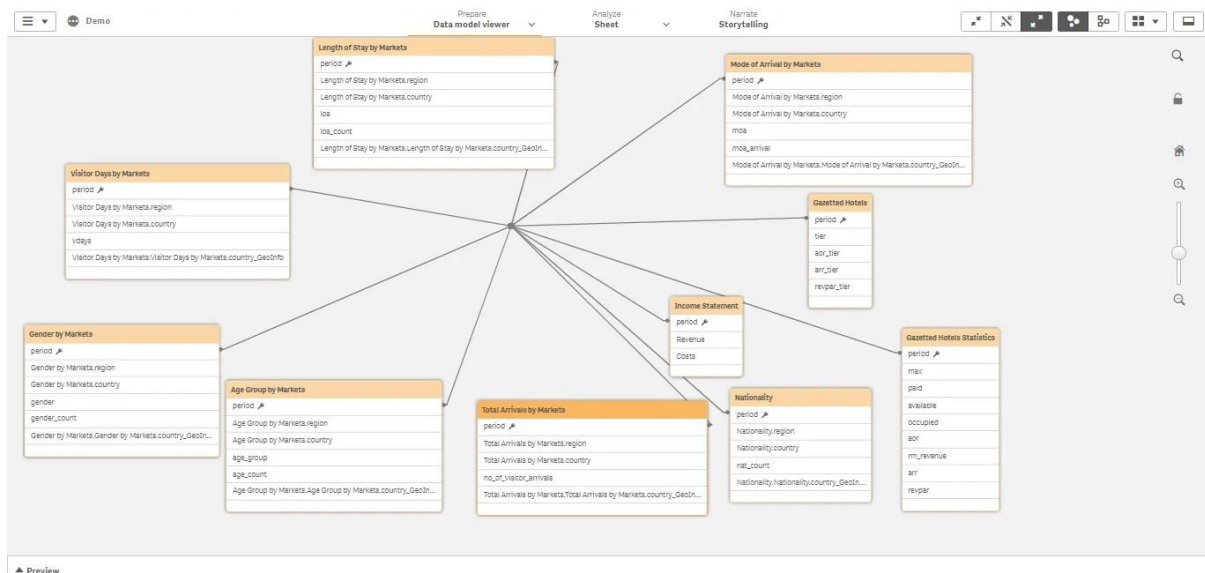 Demo
Prepare
Data model viewer
Analyze
Sheet
Narrate
Storytelling
Length of Stay by Markets
period
Length of Stay by Markets.region
Length of Stay by Markets.country
los
los_count
Length of Stay by Markets.Length of Stay by Markets.country_GeoIn...
Mode of Arrival by Markets
period
Mode of Arrival by Markets.region
Mode of Arrival by Markets.country
moa
moa_arrival
Mode of Arrival by Markets.Mode of Arrival by Markets.country_GeoIn...
Visitor Days by Markets
period
Visitor Days by Markets.region
Visitor Days by Markets.country
vdays
Visitor Days by Markets.Visitor Days by Markets.country_GeoInfo
Gazetted Hotels
period
tier
aor_tier
arr_tier
revpar_tier
Income Statement
period
Revenue
Costs
Gender by Markets
period
Gender by Markets.region
Gender by Markets.country
gender
gender_count
Gender by Markets.Gender by Markets.country_GeoIn...
Age Group by Markets
period
Age Group by Markets.region
Age Group by Markets.country
age_group
age_count
Age Group by Markets.Age Group by Markets.country_GeoIn...
Total Arrivals by Markets
period
Total Arrivals by Markets.region
Total Arrivals by Markets.country
no_of_visitor_arrivals
Total Arrivals by Markets.Total Arrivals by Markets.country_GeoIn...
Nationality
period
Nationality.region
Nationality.country
nat_count
Nationality.Nationality.country_GeoIn...
Gazetted Hotels Statistics
period
max
paid
available
occupied
aor
rm_revenue
arr
revpar
Preview